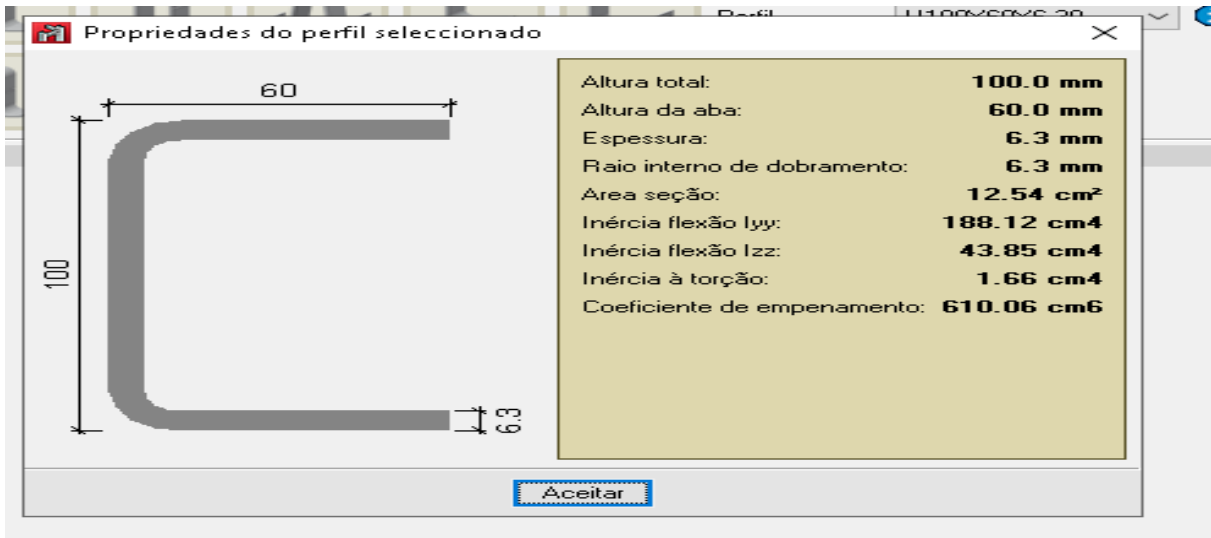 Perfil
U100X60X6.30
Propriedades do perfil seleccionado
60
100
6.3
Altura total: 100.0 mm
Altura da aba: 60.0 mm
Espessura: 6.3 mm
Raio interno de dobramento: 6.3 mm
Area seção: 12.54 cm²
Inércia flexão Iyy: 188.12 cm4
Inércia flexão Izz: 43.85 cm4
Inércia à torção: 1.66 cm4
Coeficiente de empenamento: 610.06 cm6
Aceitar